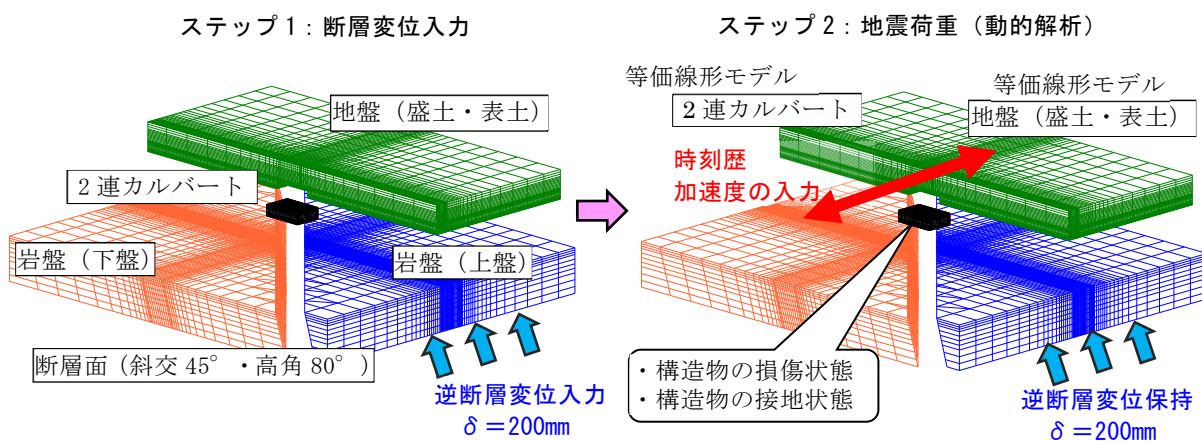 ステップ1:断層変位入力
地盤(盛土・表土)
2連カルバート
岩盤(下盤)
岩盤(上盤)
断層面(斜交45°・高角80°)
逆断層変位入力
δ=200mm
ステップ2:地震荷重(動的解析)
等価線形モデル
2連カルバート
等価線形モデル
地盤(盛土・表土)
時刻歴
加速度の入力
・構造物の損傷状態
・構造物の接地状態
逆断層変位保持
δ=200mm